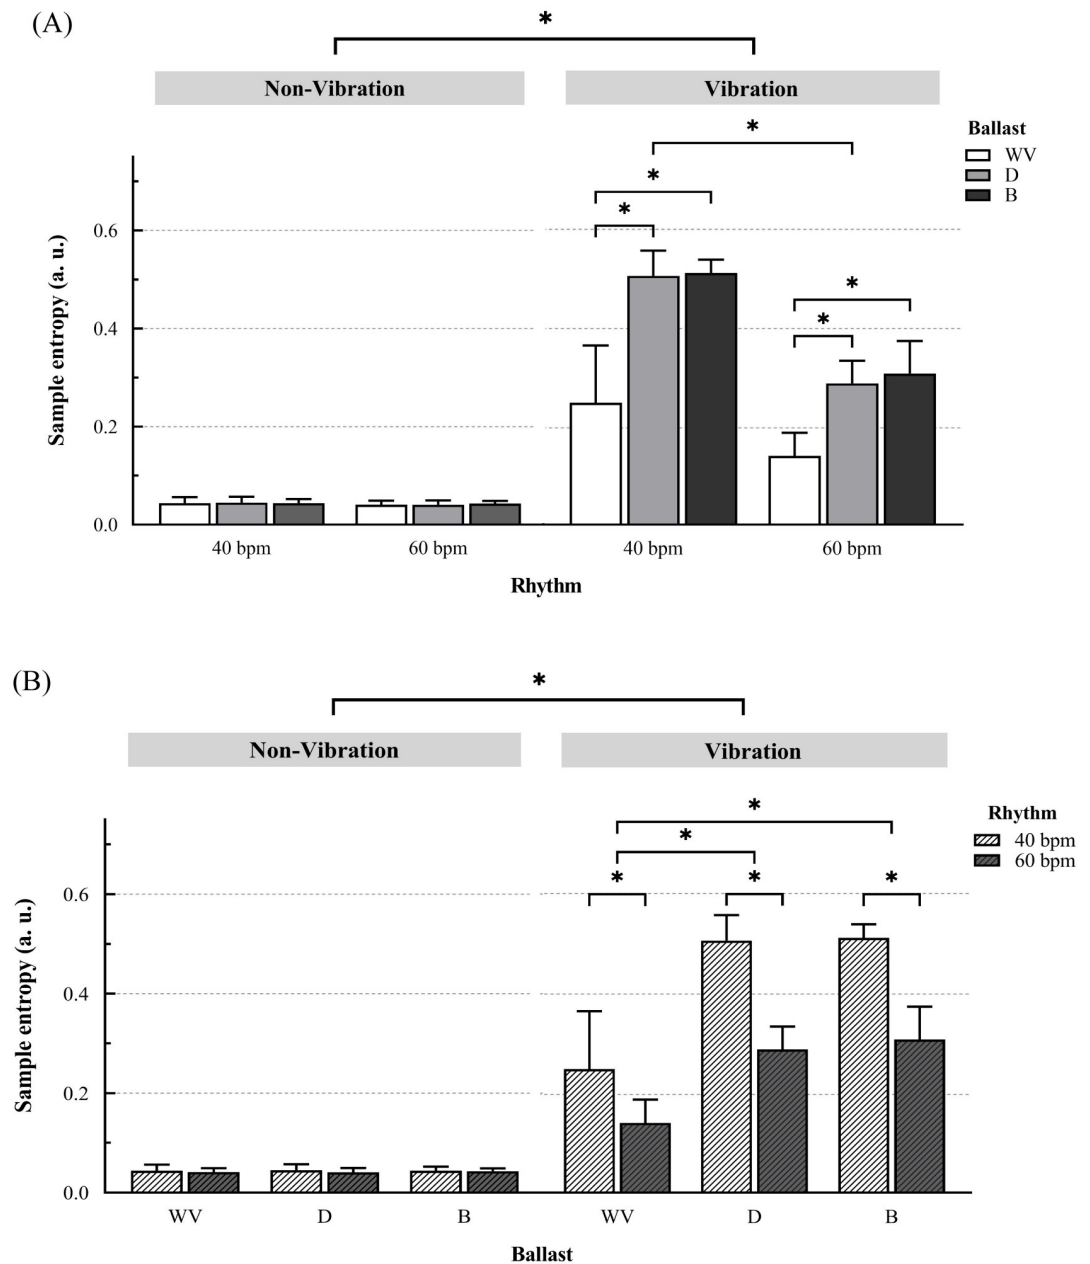 (A)
*
Non-Vibration
Vibration
*
Ballast
WV
D
B
*
*
*
*
Sample entropy (a. u.)
0.6
0.4
0.2
0.0
40 bpm
60 bpm
40 bpm
60 bpm
Rhythm
(B)
*
Non-Vibration
Vibration
*
Rhythm
40 bpm
60 bpm
*
*
*
*
Sample entropy (a. u.)
0.6
0.4
0.2
0.0
WV
D
B
WV
D
B
Ballast